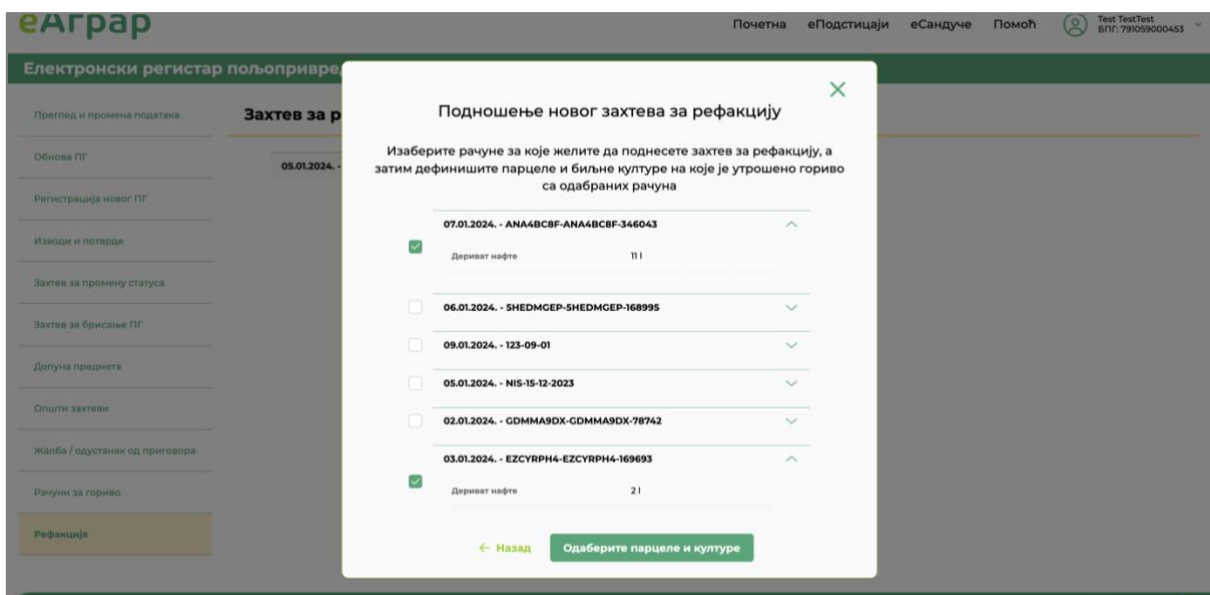 еАграр
Почетна еПодстицаји еСандуче Помоћ
Test TestTest
БПГ: 791059000453
Електронски регистар
Преглед и промена података
Обнова ПГ
Регистрација новог ПГ
Изводи и потврде
Захтев за промену статуса
Захтев за брисање ПГ
Допуна предмета
Општи захтеви
Жалба / одустанак од приговора
Рачуни за гориво
Рефакција
Захтев за р
05.01.2024. -
Подношење новог захтева за рефакцију
Изаберите рачуне за које желите да поднесете захтев за рефакцију, а
затим дефинишите парцеле и биљне културе на које је утрошено гориво
са одабраних рачуна
07.01.2024. - ANA4BC8F-ANA4BC8F-346043
Дериват нафте 11 l
06.01.2024. - 5HEDMGEP-5HEDMGEP-168995
09.01.2024. - 123-09-01
05.01.2024. - NIS-15-12-2023
02.01.2024. - GDMMA9DX-GDMMA9DX-78742
03.01.2024. - EZCYRPH4-EZCYRPH4-169693
Дериват нафте 2 l
← Назад Одаберите парцеле и културе